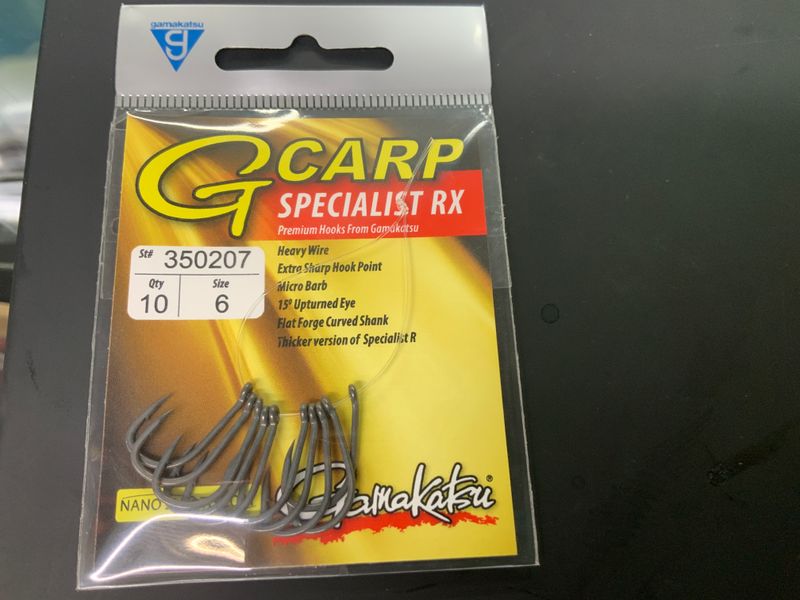 gamakatsu
G CARP
SPECIALIST RX
Premium Hooks From Gamakatsu
Heavy Wire
Extra Sharp Hook Point
Micro Barb
15º Upturned Eye
Flat Forge Curved Shank
Thicker version of Specialist R
St# 350207
Qty Size
10 6
NANO
Gamakatsu®